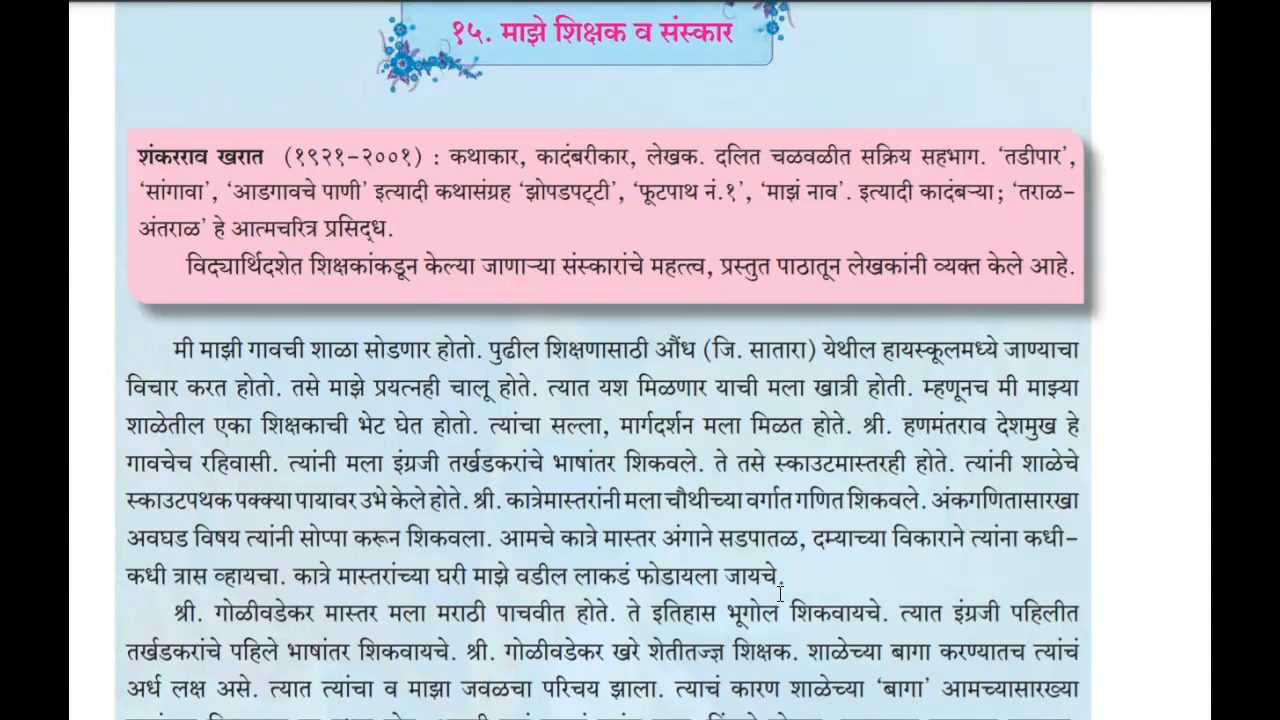 १५. माझे शिक्षक व संस्कार
शंकरराव खरात (१९२१-२००१) : कथाकार, कादंबरीकार, लेखक. दलित चळवळीत सक्रिय सहभाग. ‘तडीपार’,
‘सांगावा’, ‘आडगावचे पाणी’ इत्यादी कथासंग्रह ‘झोपडपट्टी’, ‘फूटपाथ नं.१’, ‘माझं नाव’. इत्यादी कादंबऱ्या; ‘तराळ-
अंतराळ’ हे आत्मचरित्र प्रसिद्ध.
विद्यार्थिदशेत शिक्षकांकडून केल्या जाणाऱ्या संस्कारांचे महत्त्व, प्रस्तुत पाठातून लेखकांनी व्यक्त केले आहे.
मी माझी गावची शाळा सोडणार होतो. पुढील शिक्षणासाठी औंध (जि. सातारा) येथील हायस्कूलमध्ये जाण्याचा
विचार करत होतो. तसे माझे प्रयत्नही चालू होते. त्यात यश मिळणार याची मला खात्री होती. म्हणूनच मी माझ्या
शाळेतील एका शिक्षकाची भेट घेत होतो. त्यांचा सल्ला, मार्गदर्शन मला मिळत होते. श्री. हणमंतराव देशमुख हे
गावचेच रहिवासी. त्यांनी मला इंग्रजी तर्खडकरांचे भाषांतर शिकवले. ते तसे स्काउटमास्तरही होते. त्यांनी शाळेचे
स्काउटपथक पक्क्या पायावर उभे केले होते. श्री. कात्रेमास्तरांनी मला चौथीच्या वर्गात गणित शिकवले. अंकगणितासारखा
अवघड विषय त्यांनी सोप्पा करून शिकवला. आमचे कात्रे मास्तर अंगाने सडपातळ, दम्याच्या विकाराने त्यांना कधी-
कधी त्रास व्हायचा. कात्रे मास्तरांच्या घरी माझे वडील लाकडं फोडायला जायचे.
श्री. गोळीवडेकर मास्तर मला मराठी पाचवीत होते. ते इतिहास भूगोल शिकवायचे. त्यात इंग्रजी पहिलीत
तर्खडकरांचे पहिले भाषांतर शिकवायचे. श्री. गोळीवडेकर खरे शेतीतज्ज्ञ शिक्षक. शाळेच्या बागा करण्यातच त्यांचं
अर्ध लक्ष असे. त्यात त्यांचा व माझा जवळचा परिचय झाला. त्याचं कारण शाळेच्या ‘बागा’ आमच्यासारख्या